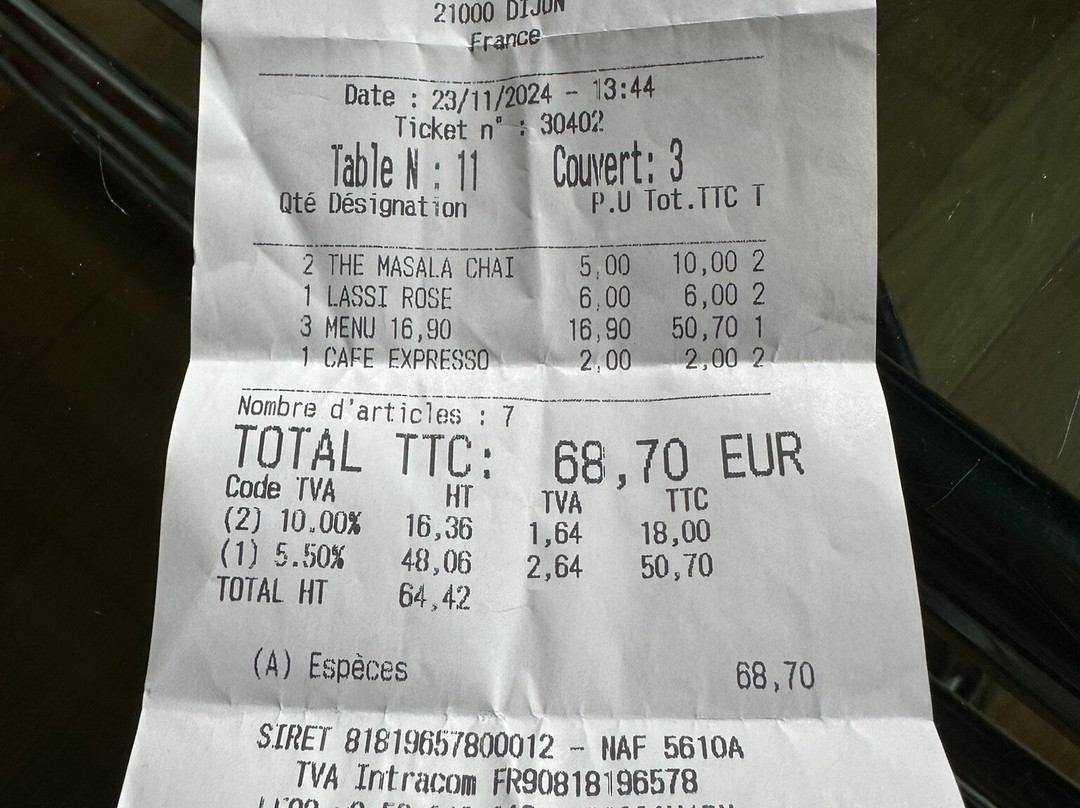 21000 DIJON
France
Date : 23/11/2024 - 13:44
Ticket n° : 30402
Table N : 11 Couvert: 3
Qté Désignation P.U Tot.TTC T
2 THE MASALA CHAI 5,00 10,00 2
1 LASSI ROSE 6,00 6,00 2
3 MENU 16,90 16,90 50,70 1
1 CAFE EXPRESSO 2,00 2,00 2
Nombre d'articles : 7
TOTAL TTC: 68,70 EUR
Code TVA HT TVA TTC
(2) 10.00% 16,36 1,64 18,00
(1) 5.50% 48,06 2,64 50,70
TOTAL HT 64,42
(A) Espèces 68,70
SIRET 81819657800012 - NAF 5610A
TVA Intracom FR90818196578